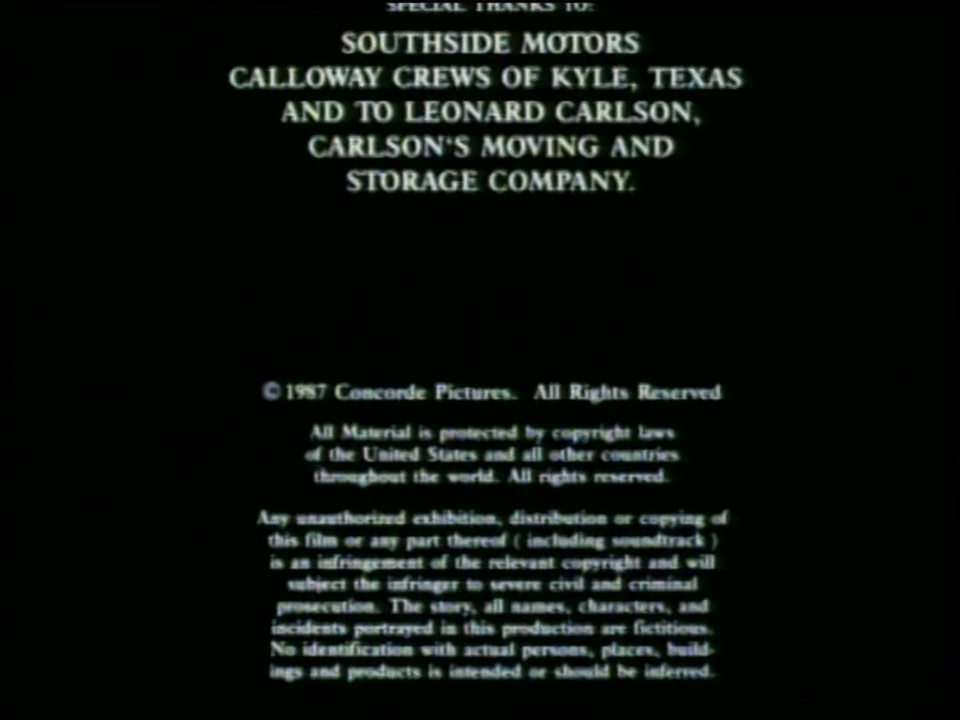 SPECIAL THANKS TO:
SOUTHSIDE MOTORS
CALLOWAY CREWS OF KYLE, TEXAS
AND TO LEONARD CARLSON,
CARLSON'S MOVING AND
STORAGE COMPANY.
© 1987 Concorde Pictures. All Rights Reserved
All Material is protected by copyright laws
of the United States and all other countries
throughout the world. All rights reserved.
Any unauthorized exhibition, distribution or copying of
this film or any part thereof ( including soundtrack )
is an infringement of the relevant copyright and will
subject the infringer to severe civil and criminal
prosecution. The story, all names, characters, and
incidents portrayed in this production are fictitious.
No identification with actual persons, places, build-
ings and products is intended or should be inferred.